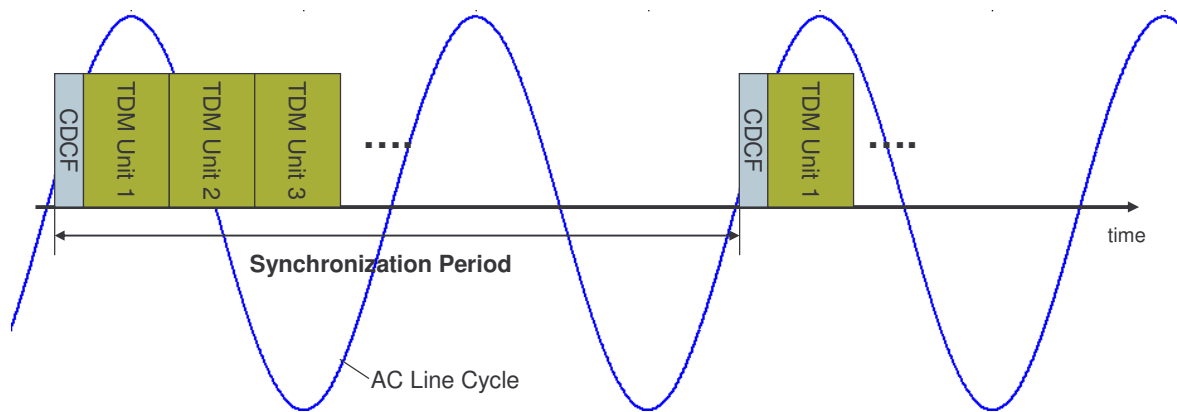 CDCF
TDM Unit 1
TDM Unit 2
TDM Unit 3
....
CDCF
TDM Unit 1
....
time
Synchronization Period
AC Line Cycle